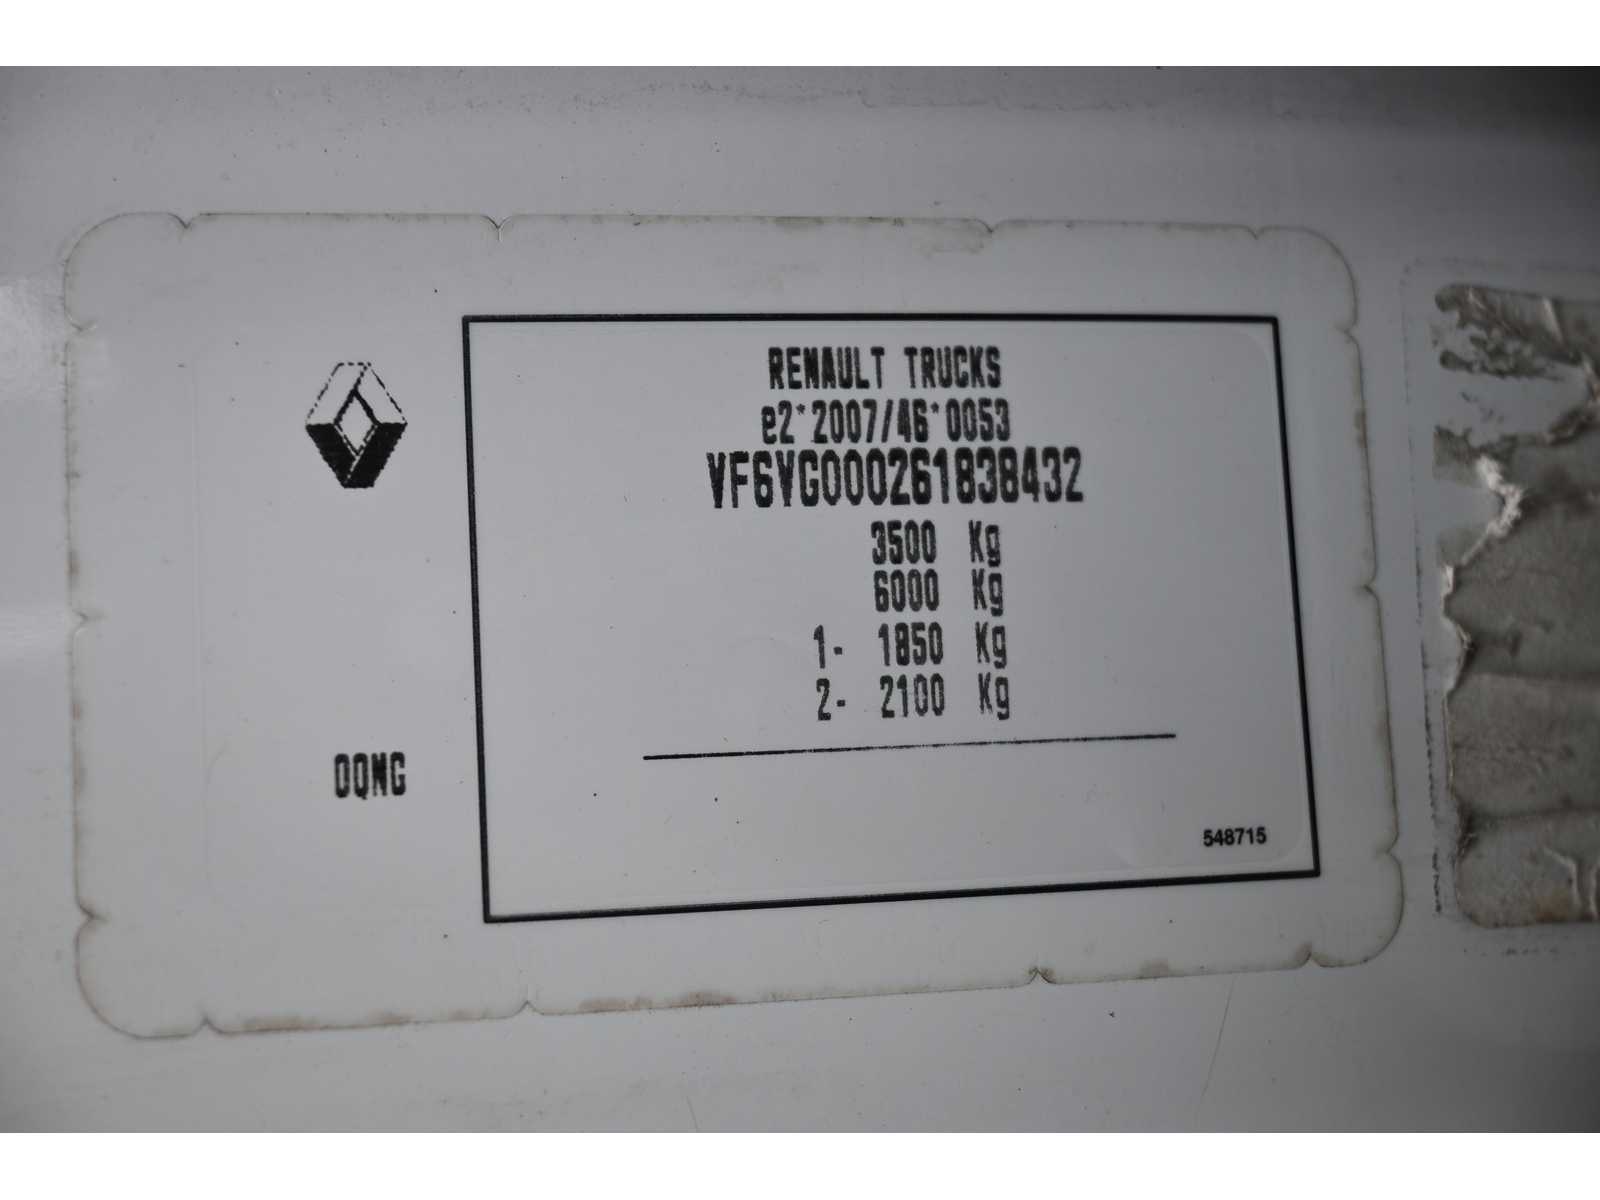 RENAULT TRUCKS
e2*2007/46*0053
VF6VG000261838432
3500 Kg
6000 Kg
1- 1850 Kg
2- 2100 Kg
OQNG
548715